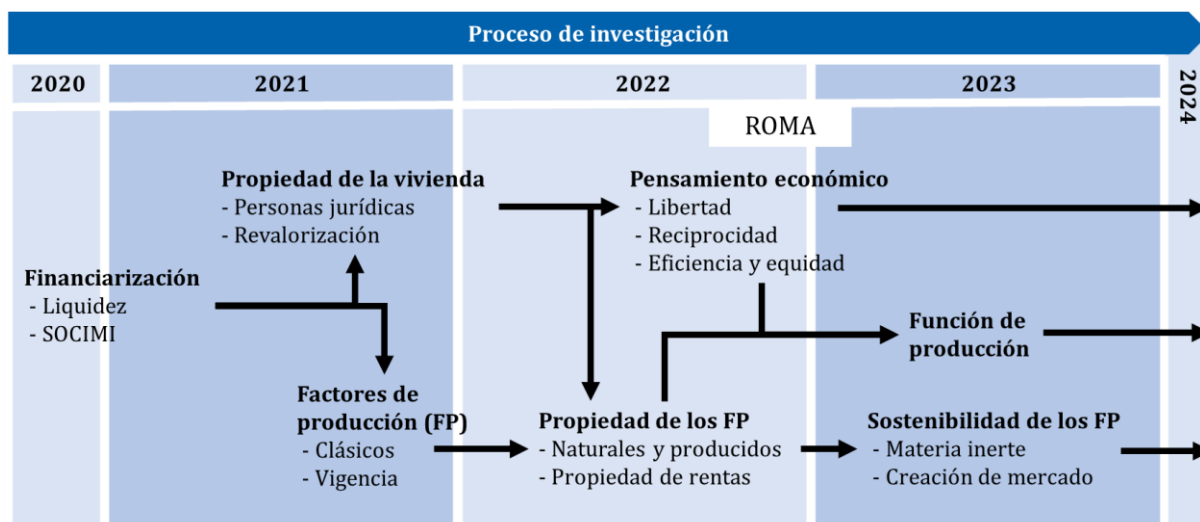 Proceso de investigación
2020
2021
2022
2023
2024
ROMA
Propiedad de la vivienda
- Personas jurídicas
- Revalorización
Pensamiento económico
- Libertad
- Reciprocidad
- Eficiencia y equidad
Financiarización
- Liquidez
- SOCIMI
Función de
producción
Factores de
producción (FP)
- Clásicos
- Vigencia
Propiedad de los FP
- Naturales y producidos
- Propiedad de rentas
Sostenibilidad de los FP
- Materia inerte
- Creación de mercado